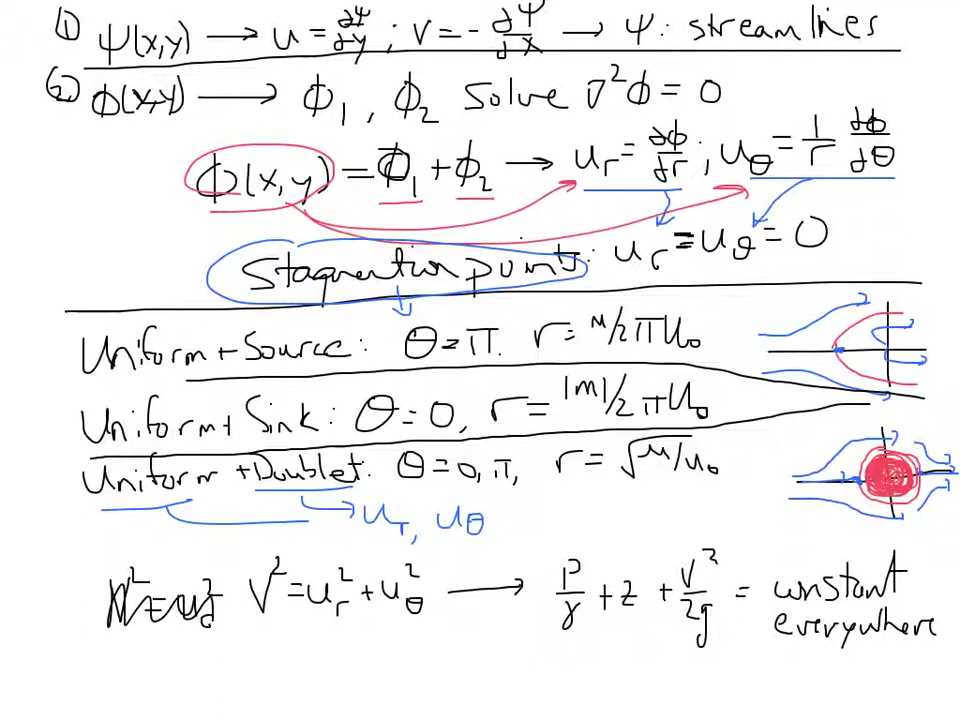 1) ψ(x,y) → u = ∂ψ/∂y ; v = - ∂ψ/∂x → ψ: streamlines
(2) φ(x,y) → φ1 , φ2 Solve ∇²φ = 0
φ(x,y) = φ1 + φ2 → ur = ∂φ/∂r ; uθ = 1/r ∂φ/∂θ
Stagnation points: ur = uθ = 0
Uniform + Source: θ = π. r = m/2πU0
Uniform + Sink: θ = 0, r = |m|/2πU0
Uniform + Doublet: θ = 0, π, r = √μ/u0
ur, uθ
V² = ur² + uθ² → P/γ + z + V²/2g = constant
everywhere